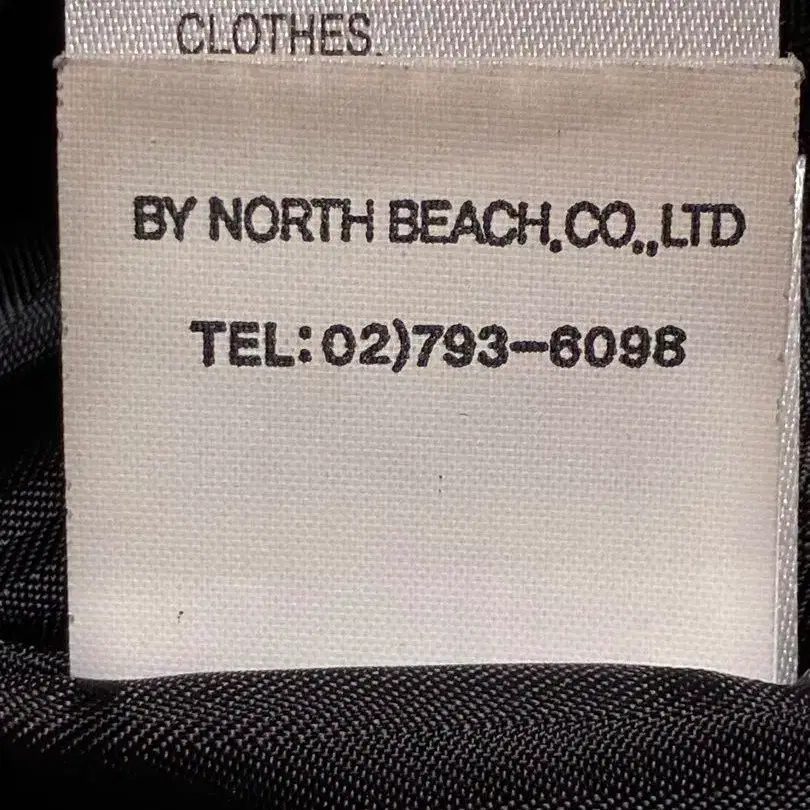 CLOTHES.
BY NORTH BEACH.CO.,LTD
TEL:02)793-6098